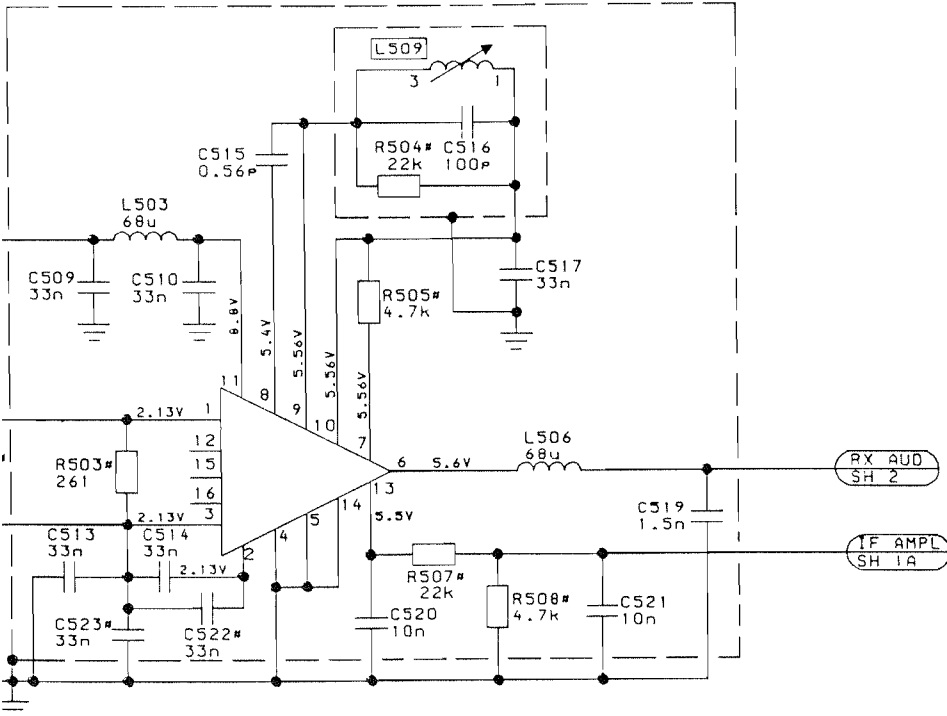 L509
3 1
C515
0.56p
R504# C516
22k 100p
L503
68u
C509
33n
C510
33n
C517
33n
R505#
4.7k
8.8V
5.4V
5.56V
5.56V
5.56V
11
8
9
10
7
1
2.13V
12
15
16
3
2.13V
R503#
261
6
5.6V
L506
68u
RX AUD
SH 2
13
14
5
4
2
5.5V
C519
1.5n
IF AMPL
SH 1A
C513
33n
C514
33n
2.13V
R507#
22k
R508#
4.7k
C521
10n
C520
10n
C523#
33n
C522#
33n